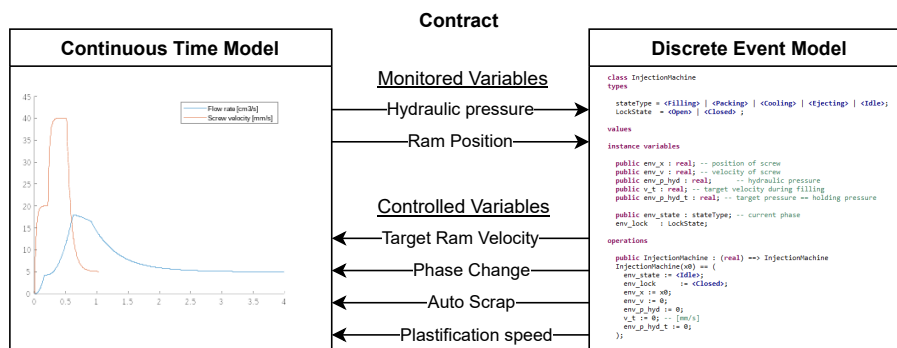 Contract
Continuous Time Model
Flow rate [cm3/s]
Screw velocity [mm/s]
45
40
35
30
25
20
15
10
5
0
0 0.5 1 1.5 2 2.5 3 3.5 4
Monitored Variables
Hydraulic pressure
Ram Position
Controlled Variables
Target Ram Velocity
Phase Change
Auto Scrap
Plastification speed
Discrete Event Model
class InjectionMachine
types
stateType = <Filling> | <Packing> | <Cooling> | <Ejecting> | <Idle>;
LockState = <Open> | <Closed> ;
values
instance variables
public env_x : real; -- position of screw
public env_v : real; -- velocity of screw
public env_p_hyd : real; -- hydraulic pressure
public v_t : real; -- target velocity during filling
public env_p_hyd_t : real; -- target pressure == holding pressure
public env_state : stateType; -- current phase
env_lock : LockState;
operations
public InjectionMachine : (real) ==> InjectionMachine
InjectionMachine(x0) == (
env_state := <Idle>;
env_lock := <Closed>;
env_x := x0;
env_v := 0;
env_p_hyd := 0;
v_t := 0; -- [mm/s]
env_p_hyd_t := 0;
);